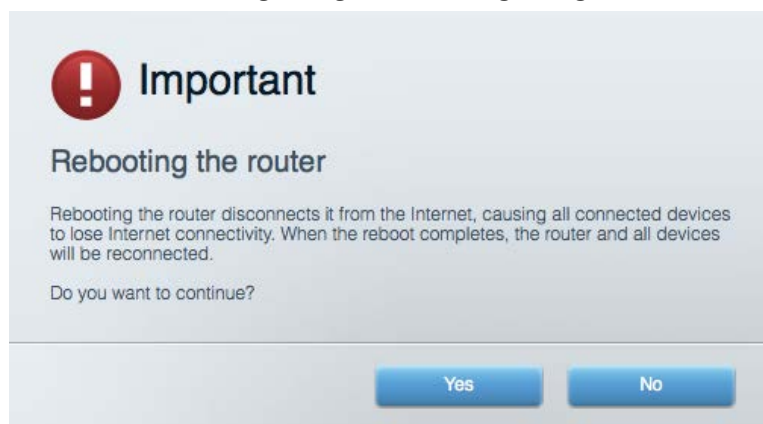 Important
Rebooting the router
Rebooting the router disconnects it from the Internet, causing all connected devices
to lose Internet connectivity. When the reboot completes, the router and all devices
will be reconnected.
Do you want to continue?
Yes
No